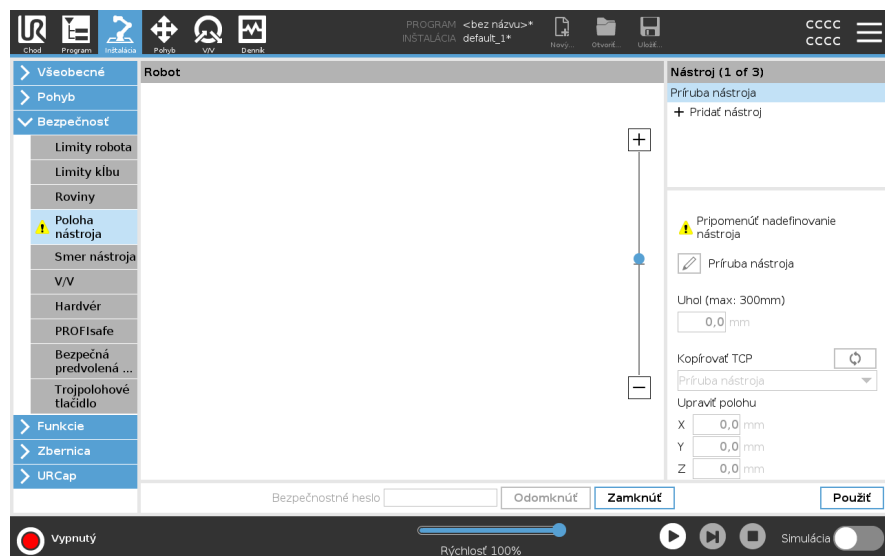 Chod
Program
Inštalácia
Pohyb
V/V
Denník
PROGRAM <bez názvu>*
INŠTALÁCIA default_1*
Nový...
Otvoriť...
Uložiť...
CCCC
CCCC
Všeobecné
Pohyb
Bezpečnosť
Limity robota
Limity kĺbu
Roviny
Poloha
nástroja
Smer nástroja
V/V
Hardvér
PROFIsafe
Bezpečná
predvolená ...
Trojpolohové
tlačidlo
Funkcie
Zbernica
URCap
Robot
Nástroj (1 of 3)
Príruba nástroja
+ Pridať nástroj
Pripomenúť nadefinovanie
nástroja
Príruba nástroja
Uhol (max: 300mm)
0,0 mm
Kopírovať TCP
Príruba nástroja
Upraviť polohu
X 0,0 mm
Y 0,0 mm
Z 0,0 mm
Bezpečnostné heslo
Odomknúť
Zamknúť
Použiť
Vypnutý
Rýchlosť 100%
Simulácia